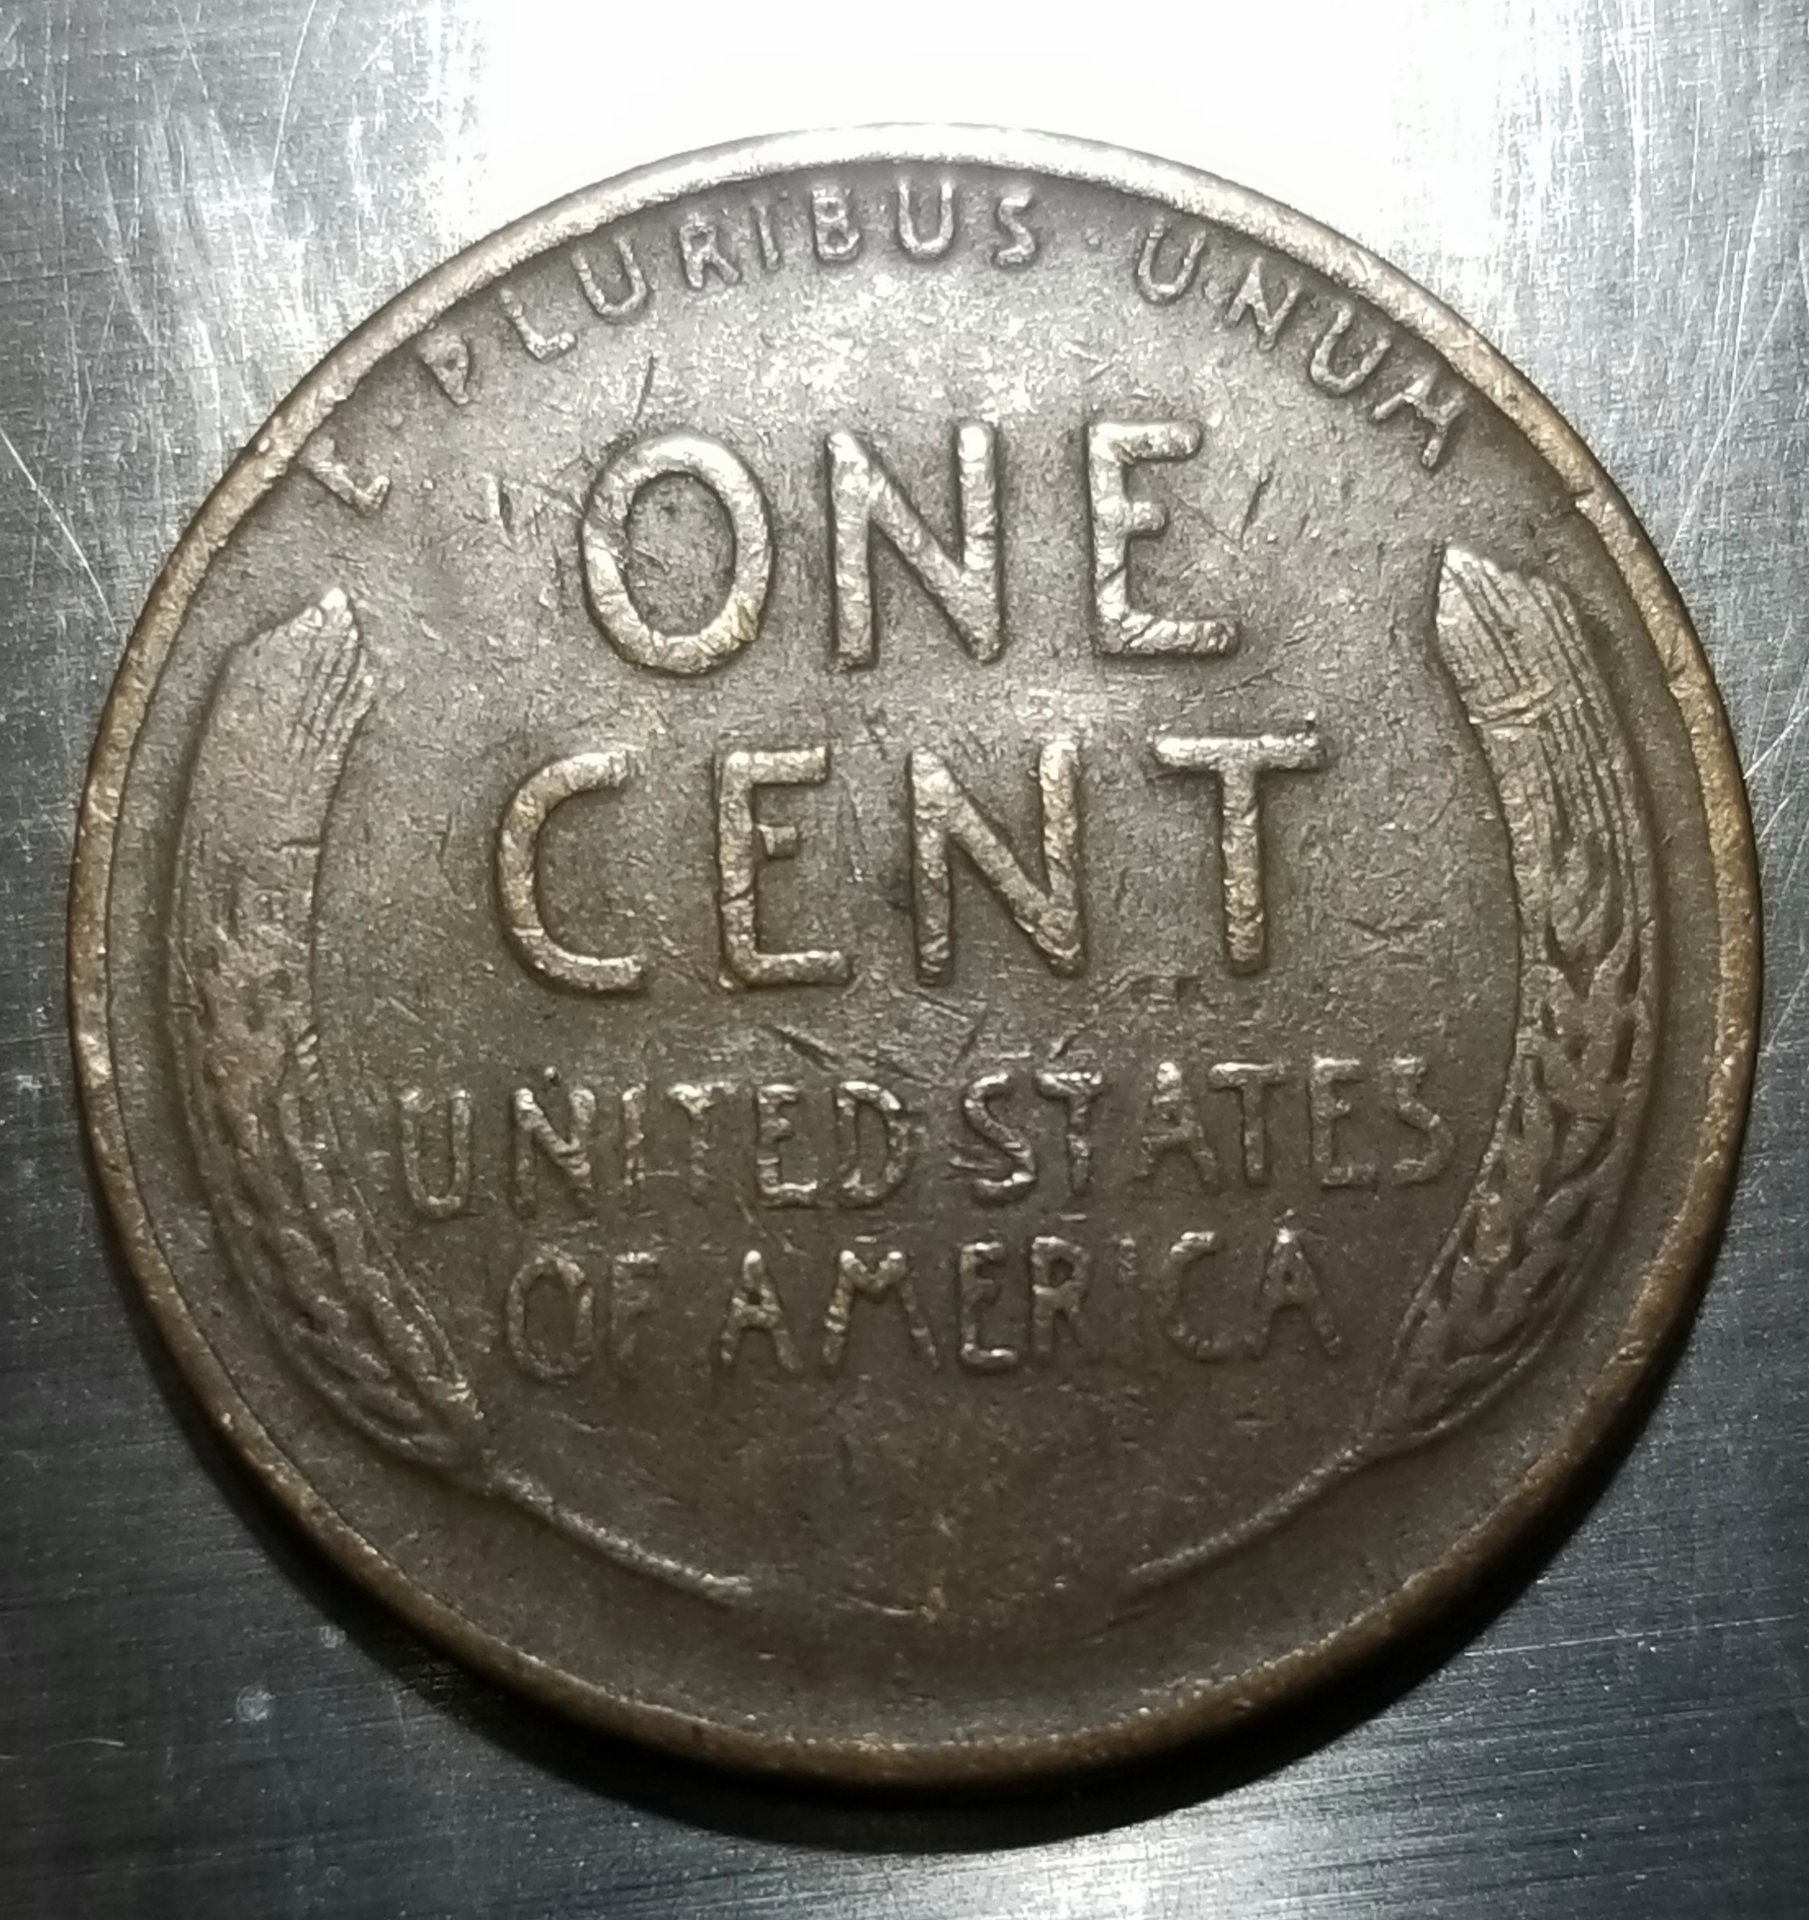 E·PLURIBUS·UNUM
ONE
CENT
UNITED STATES
OF AMERICA